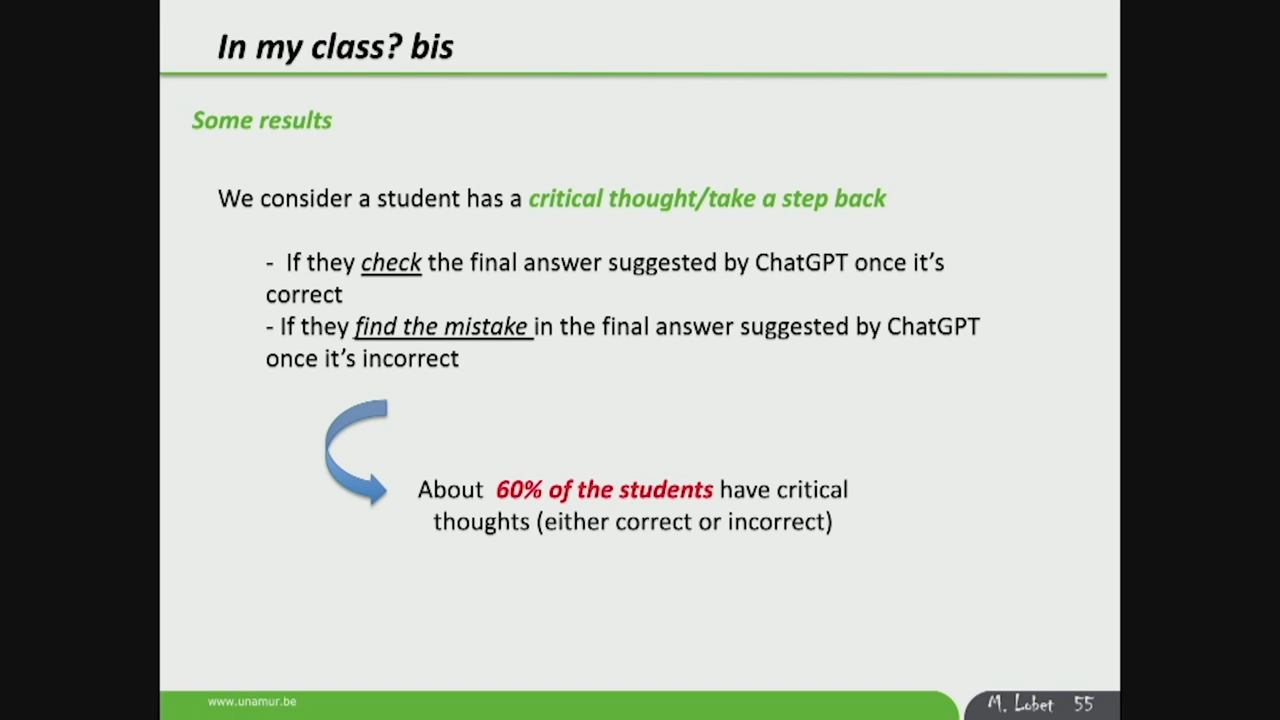 In my class? bis
Some results
We consider a student has a critical thought/take a step back
- If they check the final answer suggested by ChatGPT once it's
correct
- If they find the mistake in the final answer suggested by ChatGPT
once it's incorrect
About 60% of the students have critical
thoughts (either correct or incorrect)
www.unamur.be
M. Lobet 55